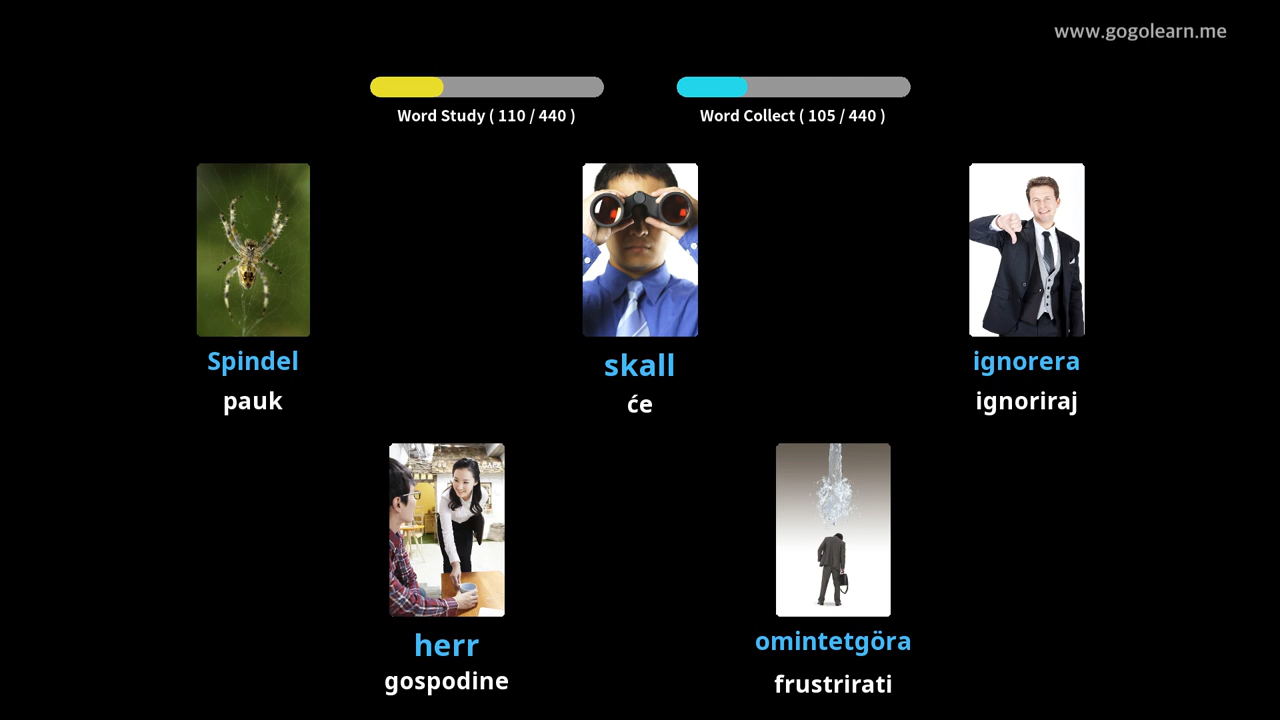 www.gogolearn.me
Word Study ( 110 / 440 )
Word Collect ( 105 / 440 )
Spindel
pauk
skall
će
ignorera
ignoriraj
herr
gospodine
omintetgöra
frustrirati